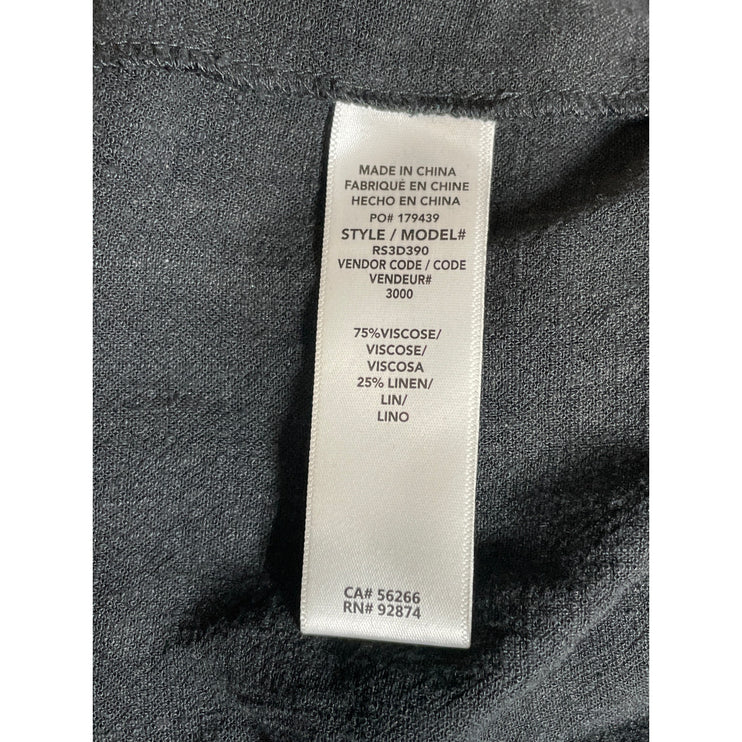 MADE IN CHINA
FABRIQUÉ EN CHINE
HECHO EN CHINA
PO# 179439
STYLE / MODEL#
RS3D390
VENDOR CODE / CODE
VENDEUR#
3000
75%VISCOSE/
VISCOSE/
VISCOSA
25% LINEN/
LIN/
LINO
CA# 56266
RN# 92874